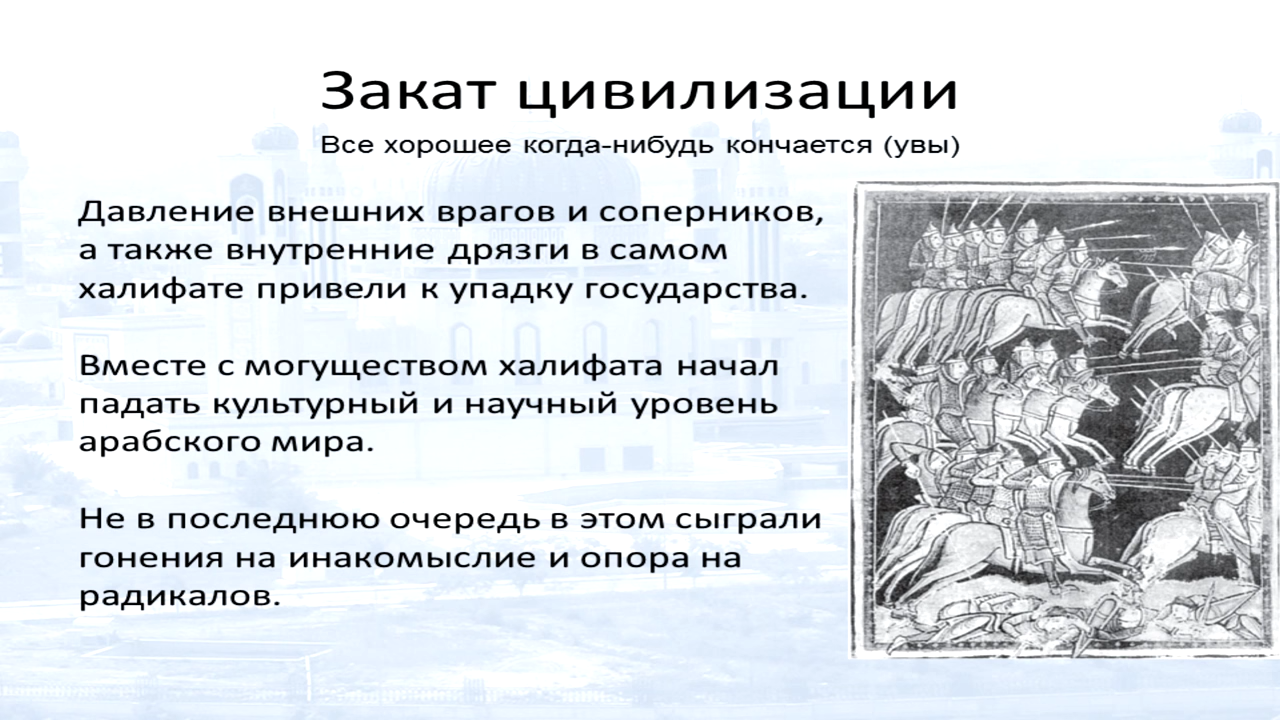 Закат цивилизации
Все хорошее когда-нибудь кончается (увы)
Давление внешних врагов и соперников,
а также внутренние дрязги в самом
халифате привели к упадку государства.
Вместе с могуществом халифата начал
падать культурный и научный уровень
арабского мира.
Не в последнюю очередь в этом сыграли
гонения на инакомыслие и опора на
радикалов.